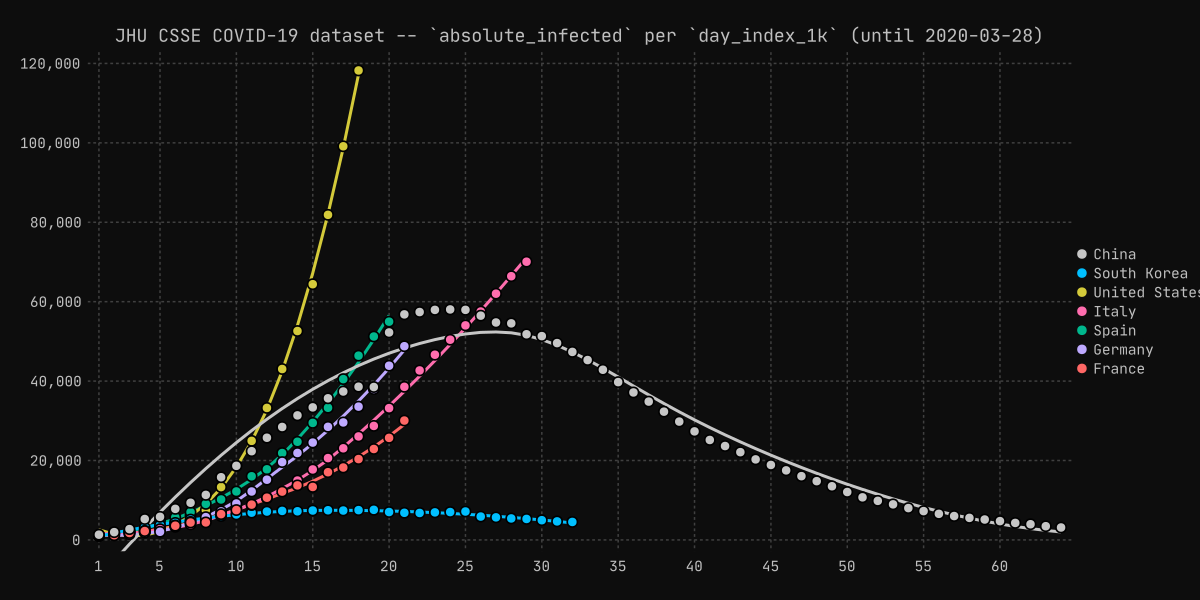 JHU CSSE COVID-19 dataset -- `absolute_infected` per `day_index_1k` (until 2020-03-28)
120,000
100,000
80,000
60,000
40,000
20,000
0
1 5 10 15 20 25 30 35 40 45 50 55 60
China
South Korea
United States
Italy
Spain
Germany
France